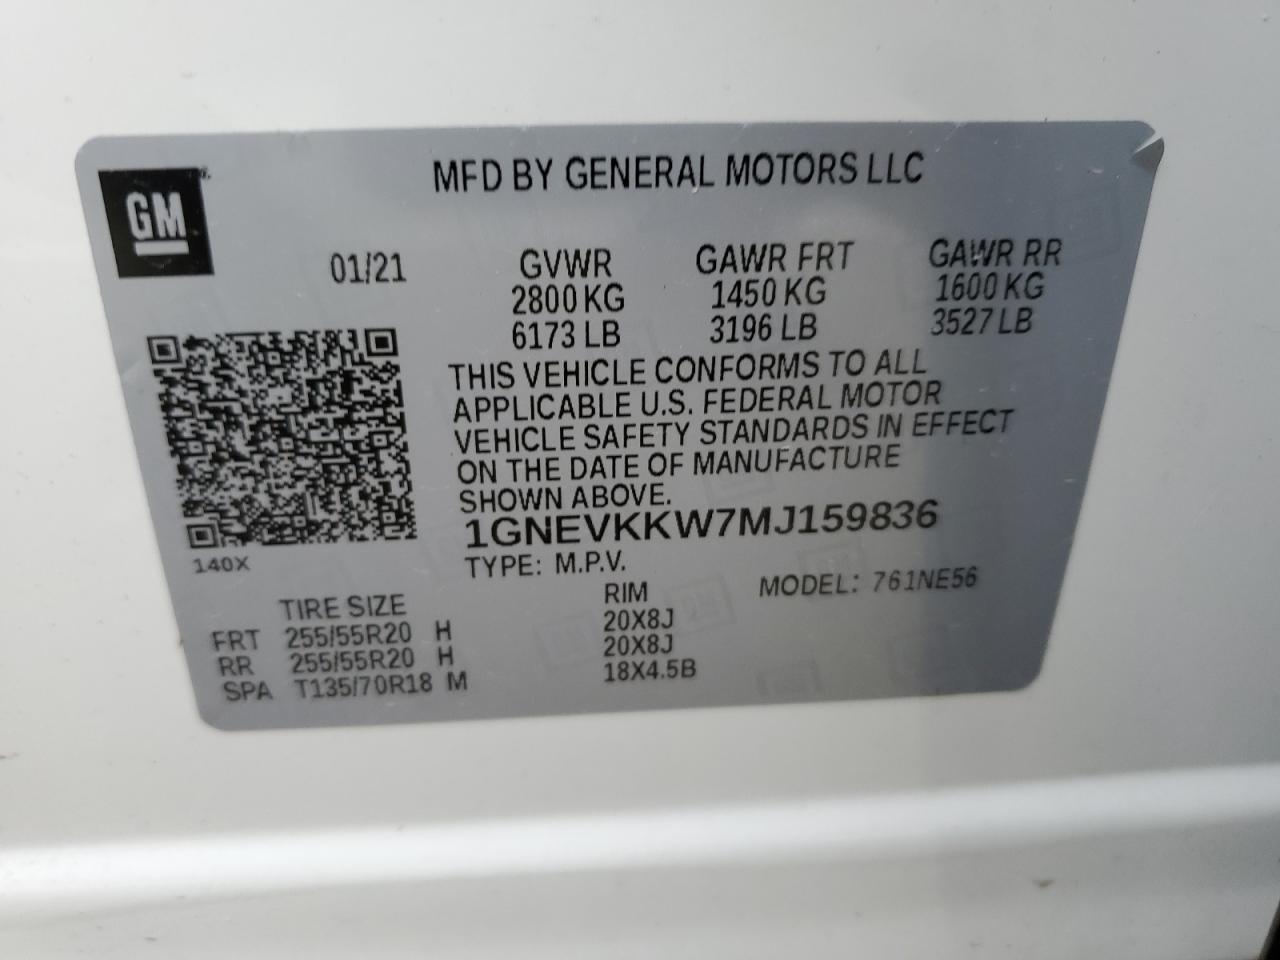 MFD BY GENERAL MOTORS LLC
GM
01/21 GVWR GAWR FRT GAWR RR
2800 KG 1450 KG 1600 KG
6173 LB 3196 LB 3527 LB
THIS VEHICLE CONFORMS TO ALL
APPLICABLE U.S. FEDERAL MOTOR
VEHICLE SAFETY STANDARDS IN EFFECT
ON THE DATE OF MANUFACTURE
SHOWN ABOVE.
1GNEVKKW7MJ159836
140X
TYPE: M.P.V. MODEL: 761NE56
TIRE SIZE RIM
FRT 255/55R20 H 20X8J
RR 255/55R20 H 20X8J
SPA T135/70R18 M 18X4.5B